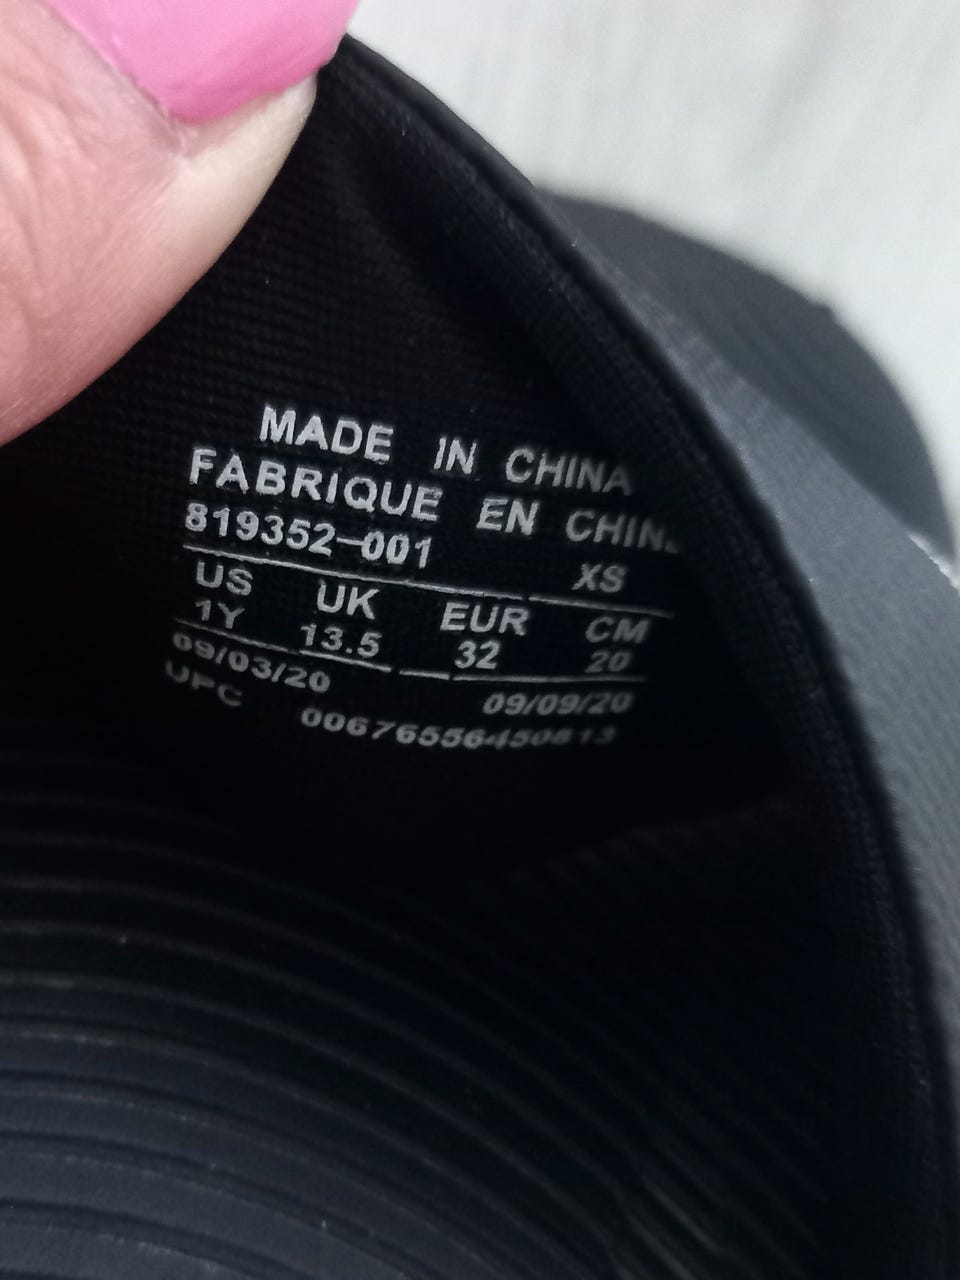 MADE IN CHINA
FABRIQUE EN CHINE
819352-001 XS
US UK EUR CM
1Y 13.5 32 20
09/03/20 09/09/20
UPC 00676556450813